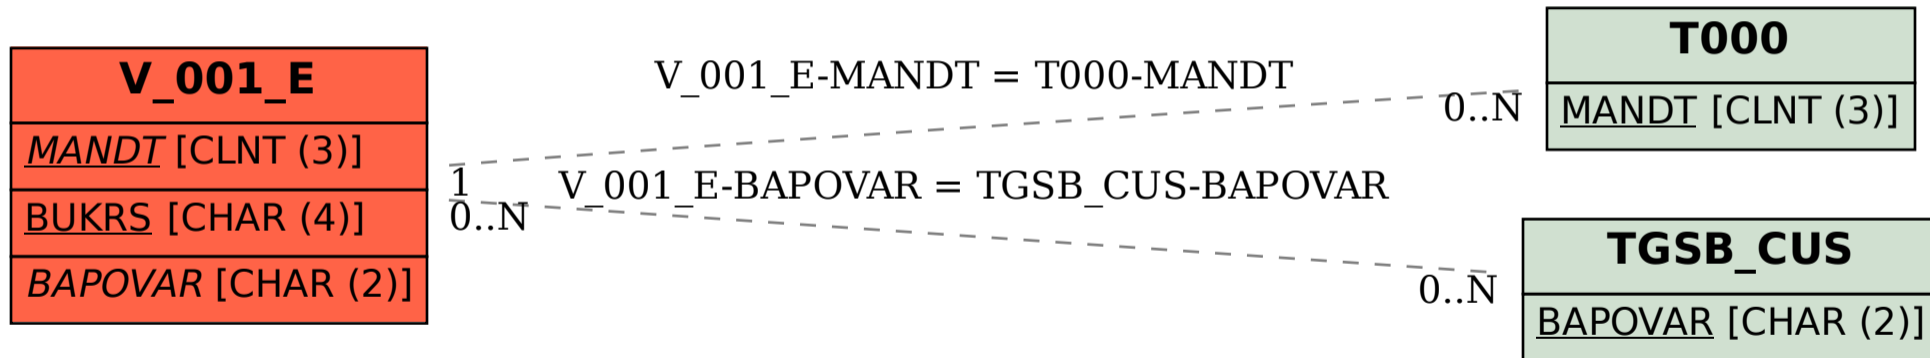 V_001_E
MANDT [CLNT (3)]
BUKRS [CHAR (4)]
BAPOVAR [CHAR (2)]
V_001_E-MANDT = T000-MANDT
1
0..N
V_001_E-BAPOVAR = TGSB_CUS-BAPOVAR
0..N
0..N
T000
MANDT [CLNT (3)]
TGSB_CUS
BAPOVAR [CHAR (2)]